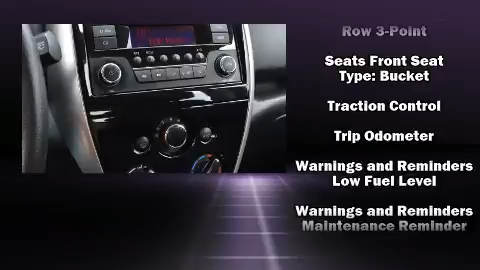 Row 3-Point
Seats Front Seat
Type: Bucket
Traction Control
Trip Odometer
Warnings and Reminders
Low Fuel Level
Warnings and Reminders
Maintenance Reminder